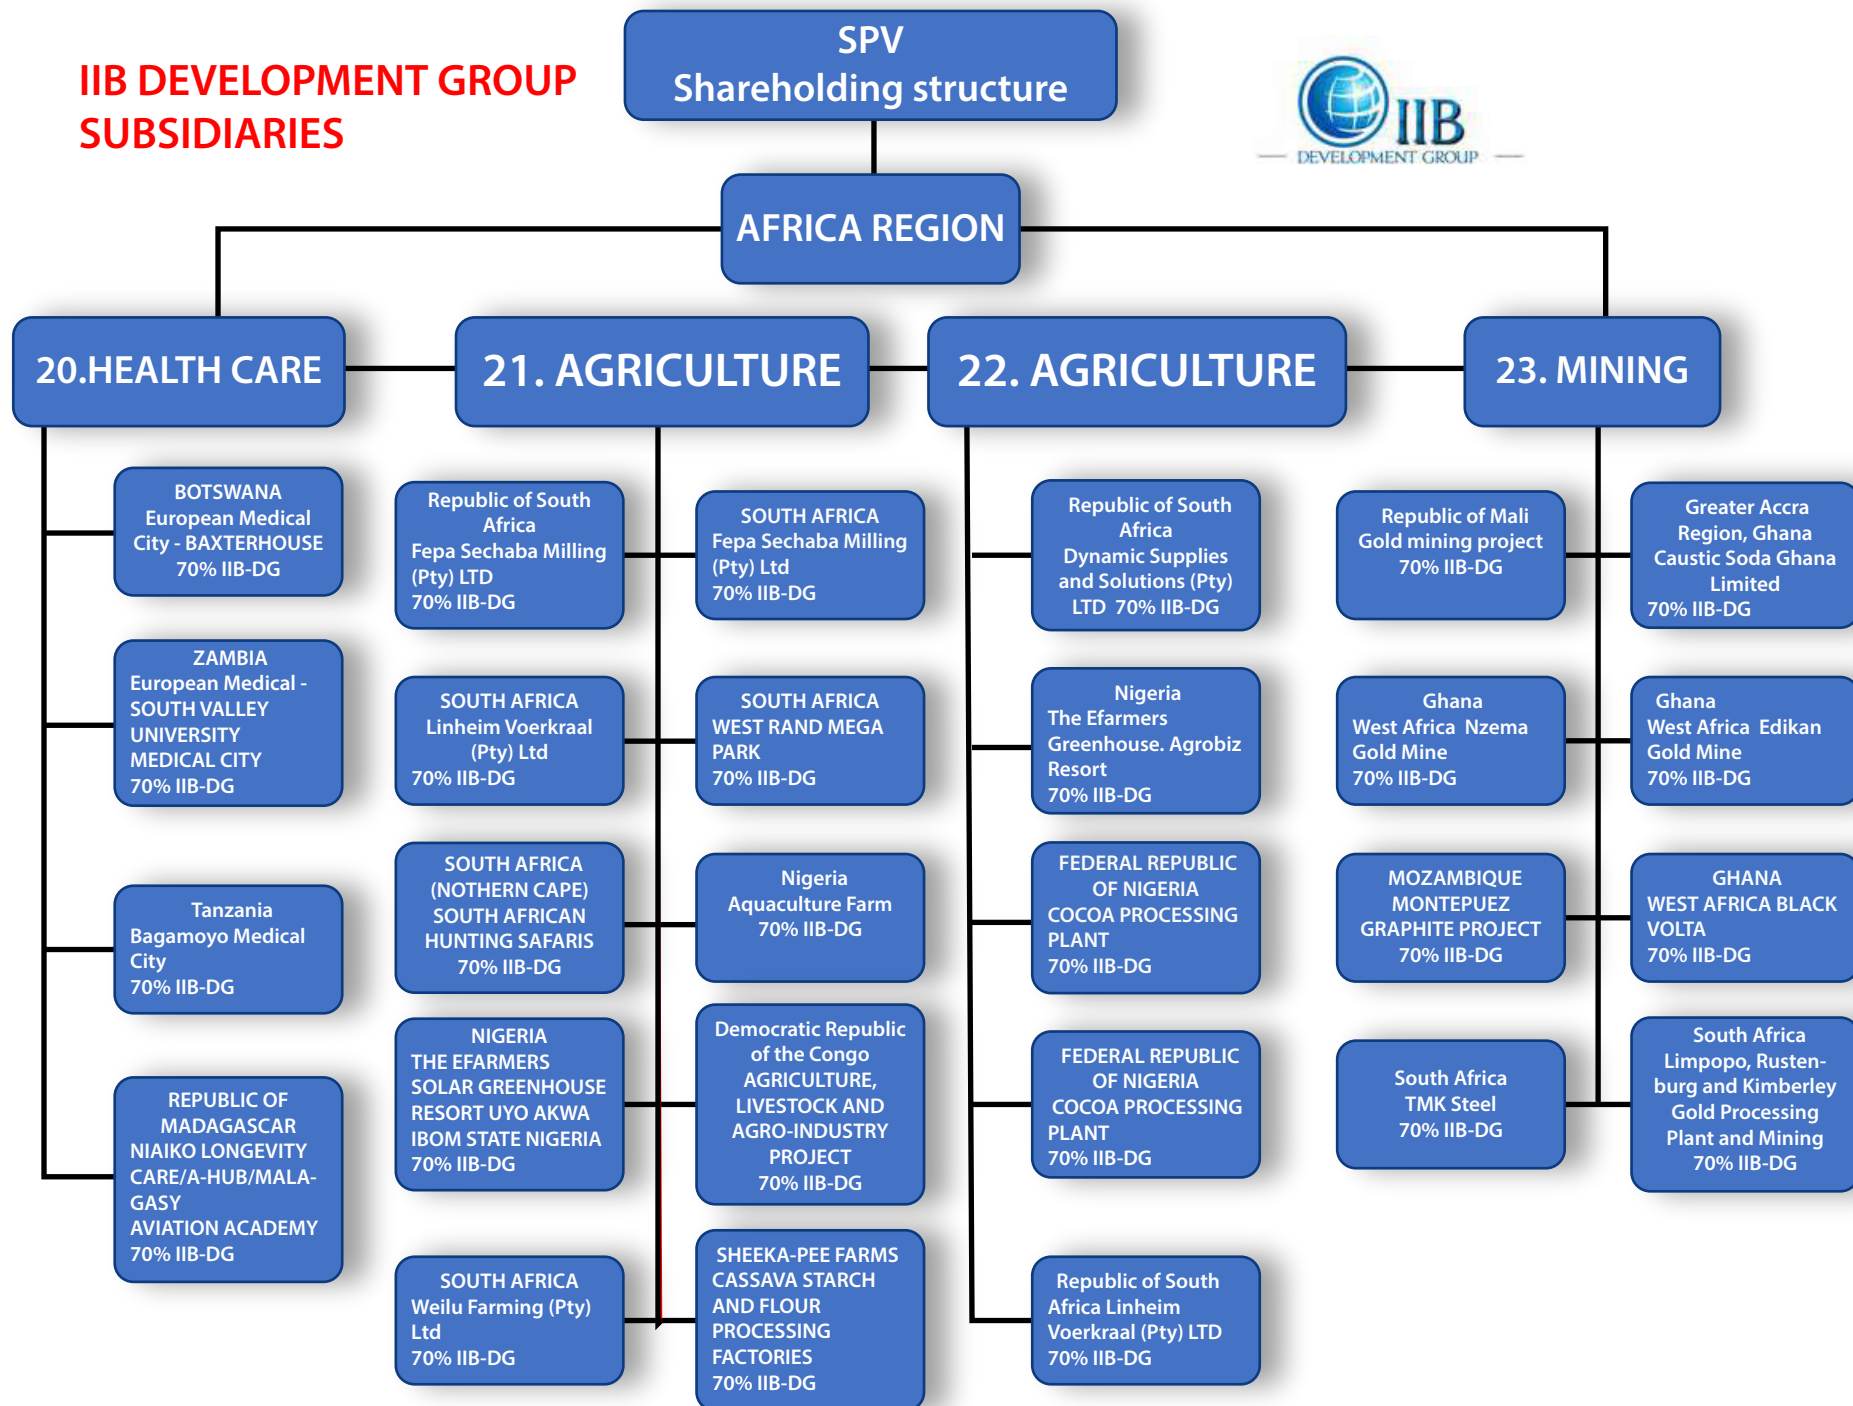 IIB DEVELOPMENT GROUP
SUBSIDIARIES
SPV
Shareholding structure
IIB
DEVELOPMENT GROUP
AFRICA REGION
20.HEALTH CARE
21. AGRICULTURE
22. AGRICULTURE
23. MINING
BOTSWANA
European Medical
City - BAXTERHOUSE
70% IIB-DG
ZAMBIA
European Medical -
SOUTH VALLEY
UNIVERSITY
MEDICAL CITY
70% IIB-DG
Tanzania
Bagamoyo Medical
City
70% IIB-DG
REPUBLIC OF
MADAGASCAR
NIAIKO LONGEVITY
CARE/A-HUB/MALA-
GASY
AVIATION ACADEMY
70% IIB-DG
Republic of South
Africa
Fepa Sechaba Milling
(Pty) LTD
70% IIB-DG
SOUTH AFRICA
Fepa Sechaba Milling
(Pty) Ltd
70% IIB-DG
SOUTH AFRICA
Linheim Voerkraal
(Pty) Ltd
70% IIB-DG
SOUTH AFRICA
WEST RAND MEGA
PARK
70% IIB-DG
SOUTH AFRICA
(NOTHERN CAPE)
SOUTH AFRICAN
HUNTING SAFARIS
70% IIB-DG
Nigeria
Aquaculture Farm
70% IIB-DG
NIGERIA
THE EFARMERS
SOLAR GREENHOUSE
RESORT UYO AKWA
IBOM STATE NIGERIA
70% IIB-DG
Democratic Republic
of the Congo
AGRICULTURE,
LIVESTOCK AND
AGRO-INDUSTRY
PROJECT
70% IIB-DG
SOUTH AFRICA
Weilu Farming (Pty)
Ltd
70% IIB-DG
SHEEKA-PEE FARMS
CASSAVA STARCH
AND FLOUR
PROCESSING
FACTORIES
70% IIB-DG
Republic of South
Africa
Dynamic Supplies
and Solutions (Pty)
LTD 70% IIB-DG
Nigeria
The Efarmers
Greenhouse. Agrobiz
Resort
70% IIB-DG
FEDERAL REPUBLIC
OF NIGERIA
COCOA PROCESSING
PLANT
70% IIB-DG
FEDERAL REPUBLIC
OF NIGERIA
COCOA PROCESSING
PLANT
70% IIB-DG
Republic of South
Africa Linheim
Voerkraal (Pty) LTD
70% IIB-DG
Republic of Mali
Gold mining project
70% IIB-DG
Greater Accra
Region, Ghana
Caustic Soda Ghana
Limited
70% IIB-DG
Ghana
West Africa Nzema
Gold Mine
70% IIB-DG
Ghana
West Africa Edikan
Gold Mine
70% IIB-DG
MOZAMBIQUE
MONTEPUEZ
GRAPHITE PROJECT
70% IIB-DG
GHANA
WEST AFRICA BLACK
VOLTA
70% IIB-DG
South Africa
TMK Steel
70% IIB-DG
South Africa
Limpopo, Rusten-
burg and Kimberley
Gold Processing
Plant and Mining
70% IIB-DG